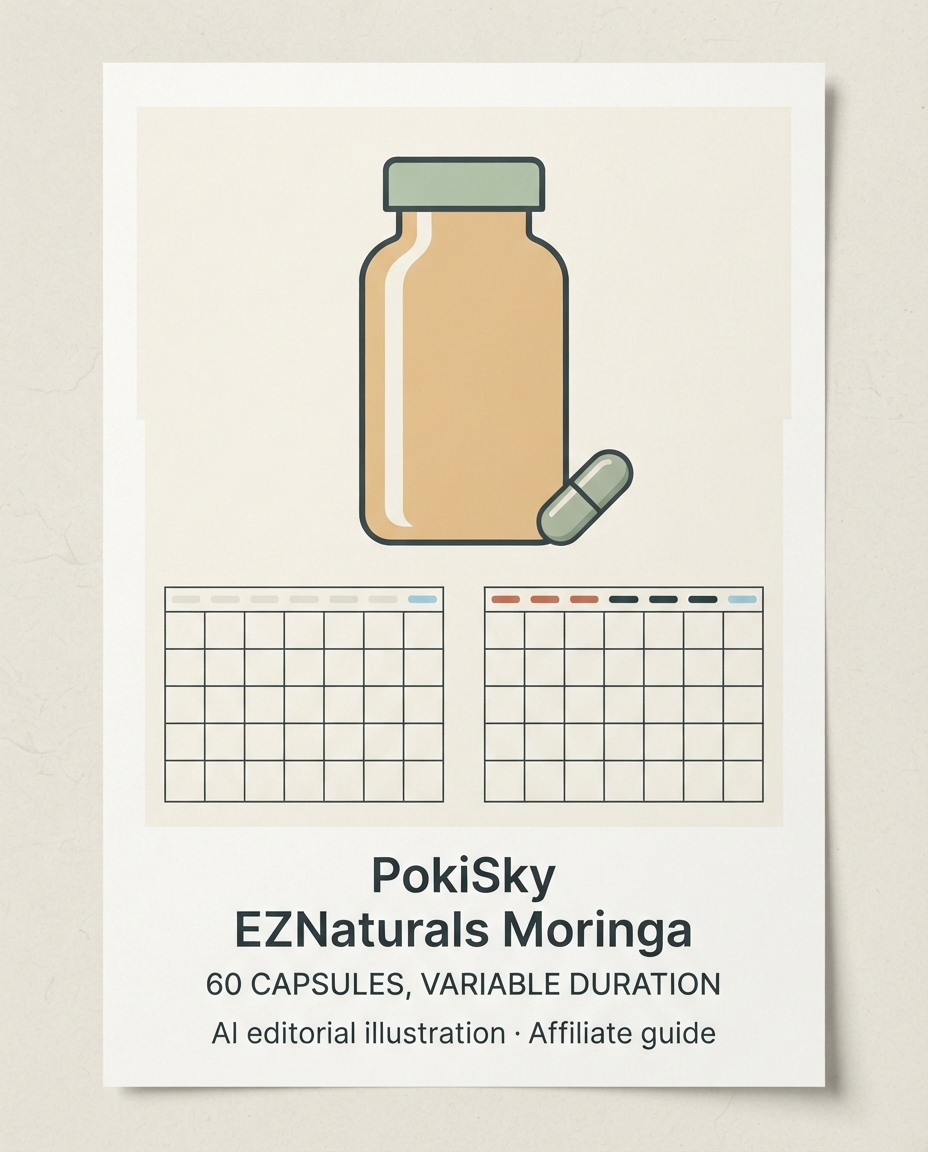 PokiSky
EZNaturals Moringa
60 CAPSULES, VARIABLE DURATION
AI editorial illustration · Affiliate guide